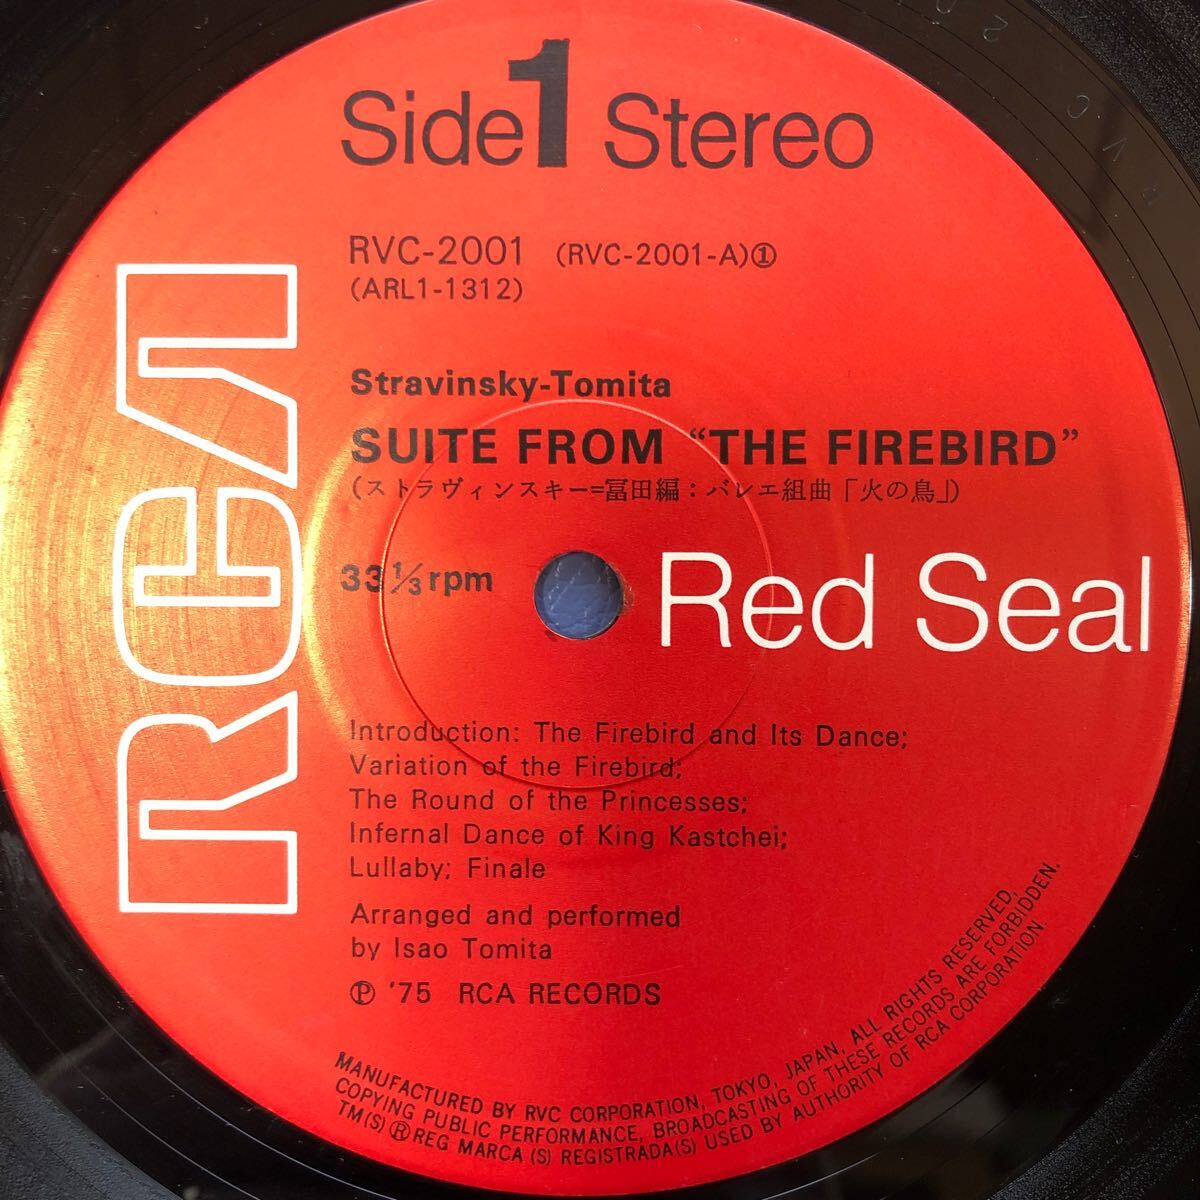 Side 1 Stereo
RVC-2001 (RVC-2001-A)①
(ARL1-1312)
RCA
Stravinsky-Tomita
SUITE FROM “THE FIREBIRD”
(ストラヴィンスキー=冨田編：バレエ組曲「火の鳥」)
33 1/3 rpm
Red Seal
Introduction: The Firebird and Its Dance;
Variation of the Firebird;
The Round of the Princesses;
Infernal Dance of King Kastchei;
Lullaby; Finale
Arranged and performed
by Isao Tomita
Ⓟ '75 RCA RECORDS
MANUFACTURED BY RVC CORPORATION, TOKYO, JAPAN, ALL RIGHTS RESERVED,
COPYING PUBLIC PERFORMANCE, BROADCASTING OF THESE RECORDS ARE FORBIDDEN.
TM(S) ® REG MARCA (S) REGISTRADA(S) USED BY AUTHORITY OF RCA CORPORATION